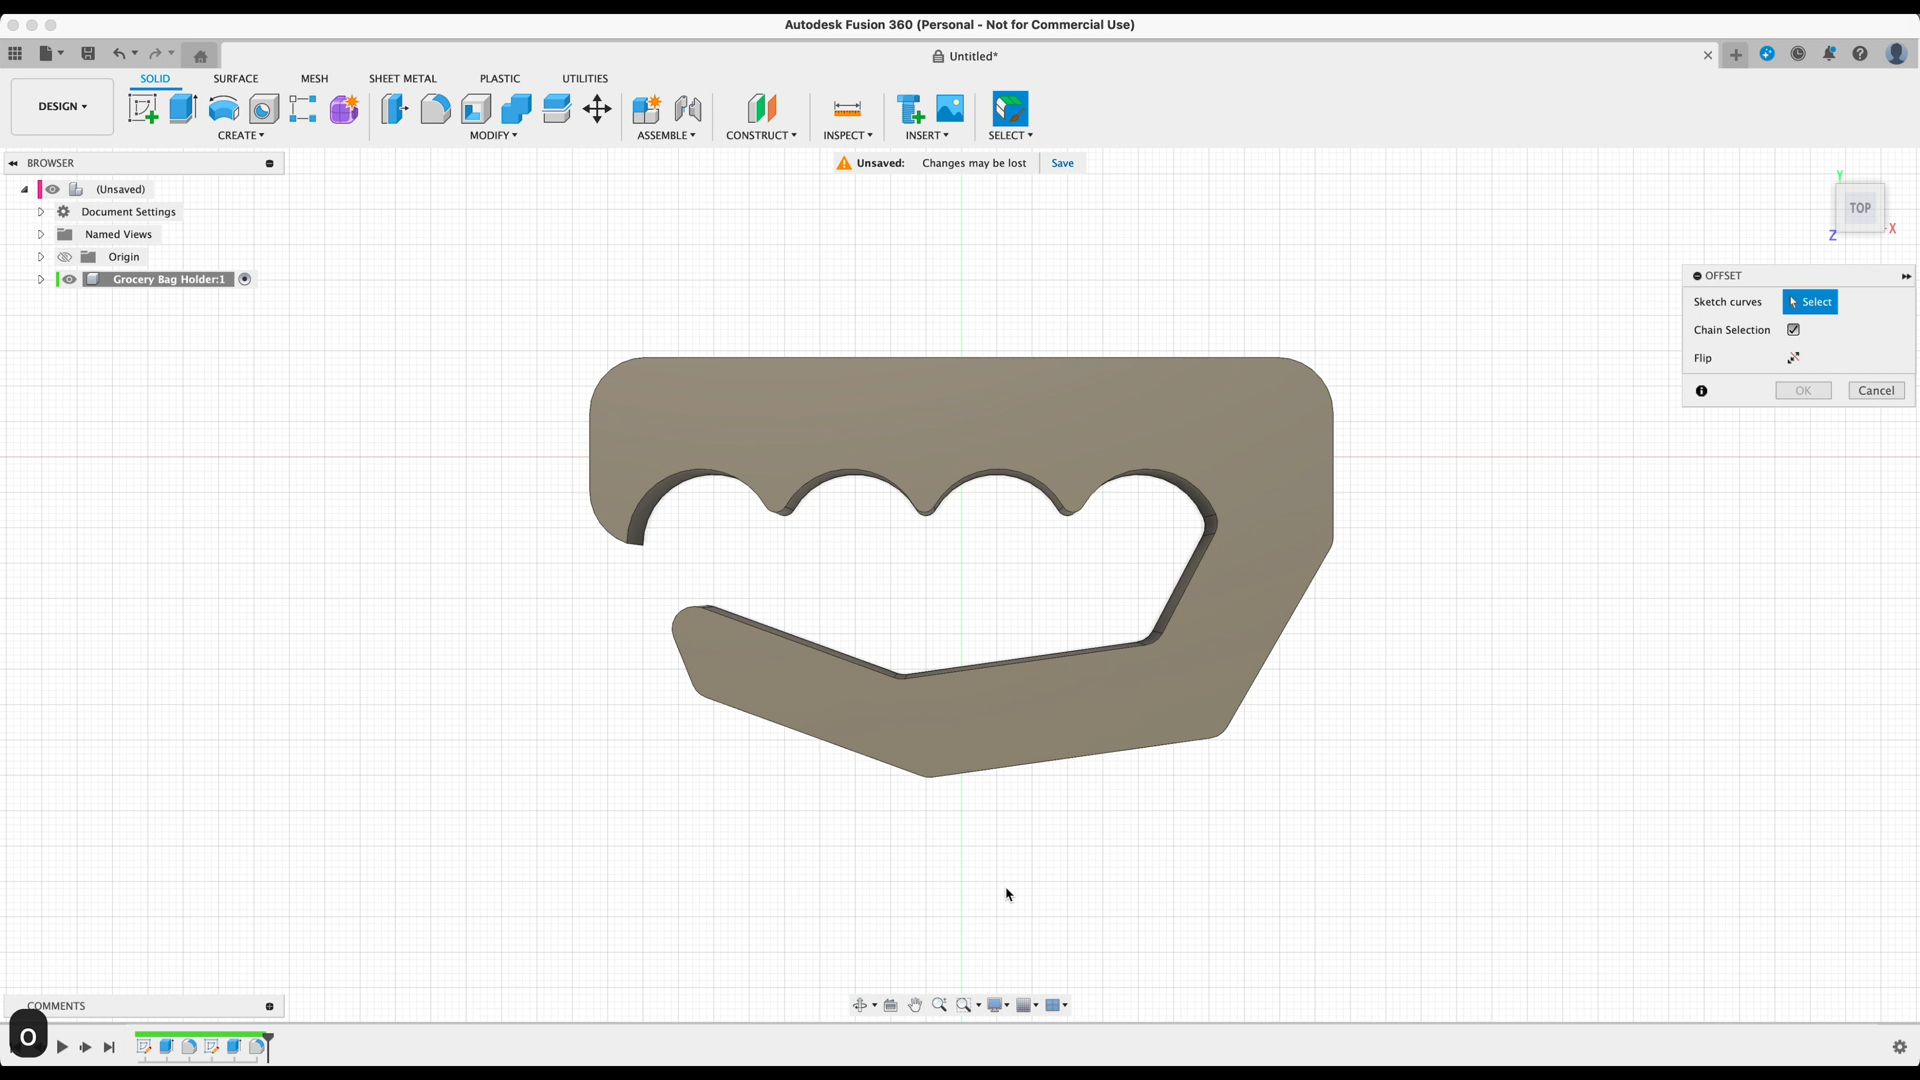 Autodesk Fusion 360 (Personal - Not for Commercial Use)
Untitled*
SOLID
SURFACE
MESH
SHEET METAL
PLASTIC
UTILITIES
DESIGN
CREATE
MODIFY
ASSEMBLE
CONSTRUCT
INSPECT
INSERT
SELECT
BROWSER
Unsaved: Changes may be lost Save
(Unsaved)
Document Settings
Named Views
Origin
Grocery Bag Holder:1
Y
TOP
X
Z
OFFSET
Sketch curves Select
Chain Selection
Flip
OK Cancel
COMMENTS
O